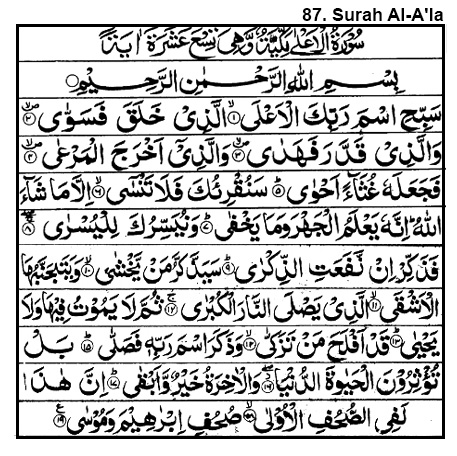 87. Surah Al-A'la
سُوۡرَةُ الۡاَعۡلٰى مَكِّيَّةٌ وَّهِىَ تِسۡعَ عَشۡرَةَ اٰيَةً
بِسۡمِ اللّٰهِ الرَّحۡمٰنِ الرَّحِيۡمِ
سَبِّحِ اسۡمَ رَبِّكَ الۡاَعۡلَى ۙ‏﴿۱﴾ الَّذِىۡ خَلَقَ فَسَوّٰى ۙ‏﴿۲﴾
وَالَّذِىۡ قَدَّرَ فَهَدٰى ۙ‏﴿۳﴾ وَالَّذِىۡۤ اَخۡرَجَ الۡمَرۡعٰى ۙ‏﴿۴﴾
فَجَعَلَهٗ غُثَآءً اَحۡوٰى ؕ‏﴿۵﴾ سَنُقۡرِئُكَ فَلَا تَنۡسٰٓى ۙ‏﴿۶﴾ اِلَّا مَا شَآءَ
اللّٰهُ‌ؕ اِنَّهٗ يَعۡلَمُ الۡجَهۡرَ وَمَا يَخۡفٰى ؕ‏﴿۷﴾ وَنُيَسِّرُكَ لِلۡيُسۡرٰى ۖۚ‏﴿۸﴾
فَذَكِّرۡ اِنۡ نَّفَعَتِ الذِّكۡرٰى ؕ‏﴿۹﴾ سَيَذَّكَّرُ مَنۡ يَّخۡشٰى ۙ‏﴿۱۰﴾ وَيَتَجَنَّبُهَا
الۡاَشۡقَى ۙ‏﴿۱۱﴾ الَّذِىۡ يَصۡلَى النَّارَ الۡكُبۡرٰى‌ ۚ‏﴿۱۲﴾ ثُمَّ لَا يَمُوۡتُ فِيۡهَا وَلَا
يَحۡيٰى ؕ‏﴿۱۳﴾ قَدۡ اَفۡلَحَ مَنۡ تَزَكّٰى ۙ‏﴿۱۴﴾ وَذَكَرَ اسۡمَ رَبِّهٖ فَصَلّٰى‌ ؕ‏﴿۱۵﴾ بَلۡ
تُؤۡثِرُوۡنَ الۡحَيٰوةَ الدُّنۡيَا ۖ‏﴿۱۶﴾ وَالۡاٰخِرَةُ خَيۡرٌ وَّ اَبۡقٰىؕ‏﴿۱۷﴾ اِنَّ هٰذَا
لَفِى الصُّحُفِ الۡاُوۡلٰى ۙ‏﴿۱۸﴾ صُحُفِ اِبۡرٰهِيۡمَ وَمُوۡسٰى‏﴿۱۹﴾